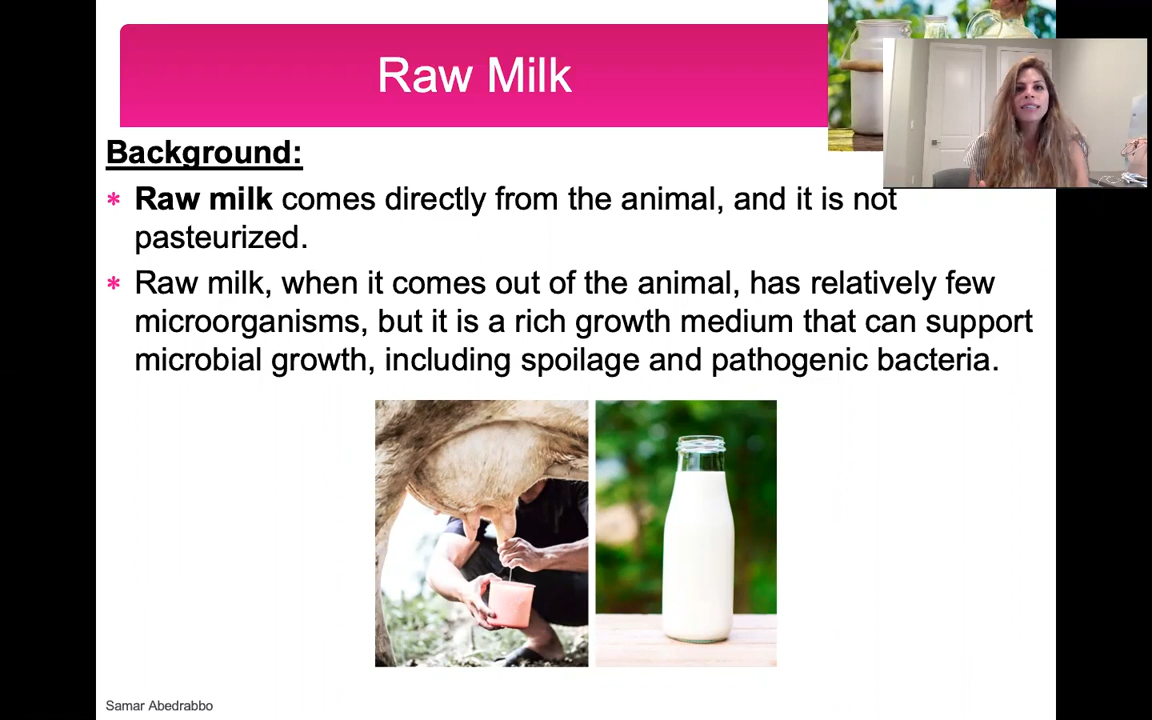 Raw Milk
Background:
* Raw milk comes directly from the animal, and it is not
pasteurized.
* Raw milk, when it comes out of the animal, has relatively few
microorganisms, but it is a rich growth medium that can support
microbial growth, including spoilage and pathogenic bacteria.
Samar Abedrabbo